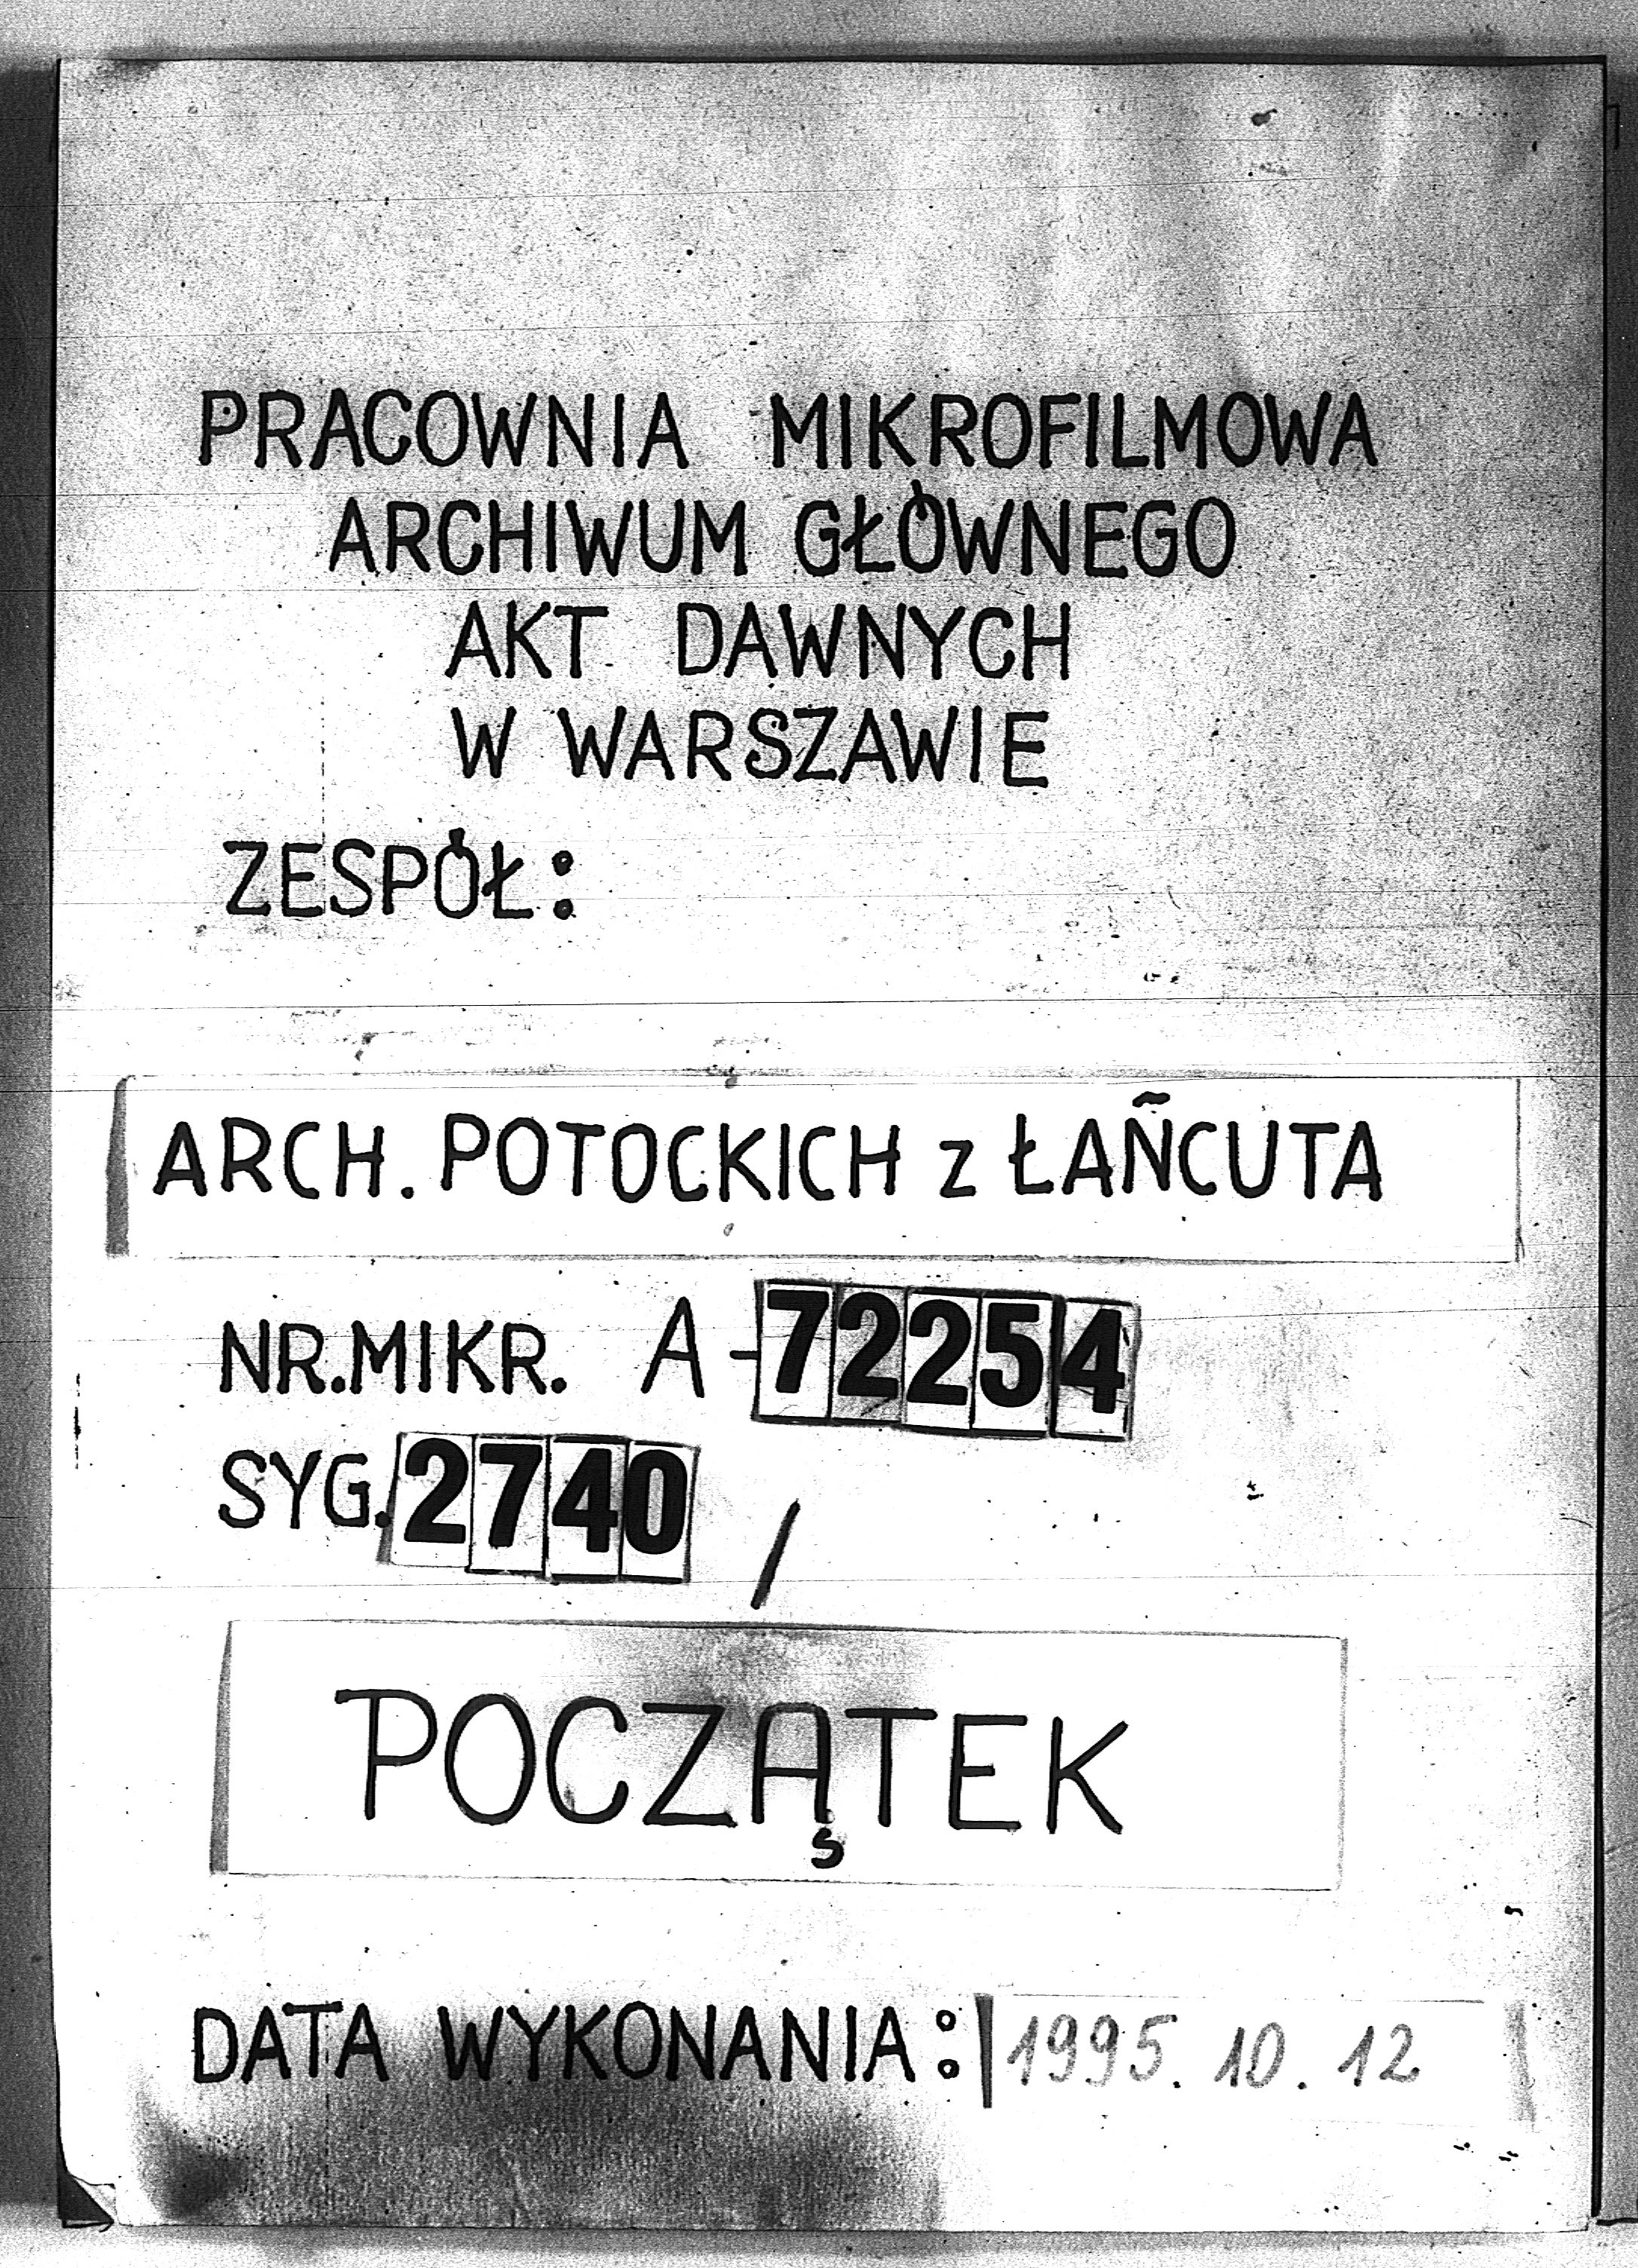 PRACOWNIA MIKROFILMOWA
ARCHIWUM GŁÓWNEGO
AKT DAWNYCH
W WARSZAWIE
ZESPÓŁ:
ARCH. POTOCKICH z ŁAŃCUTA
NR. MIKR. A-72254
SYG. 2740 /
POCZĄTEK
DATA WYKONANIA: 1995. 10. 12